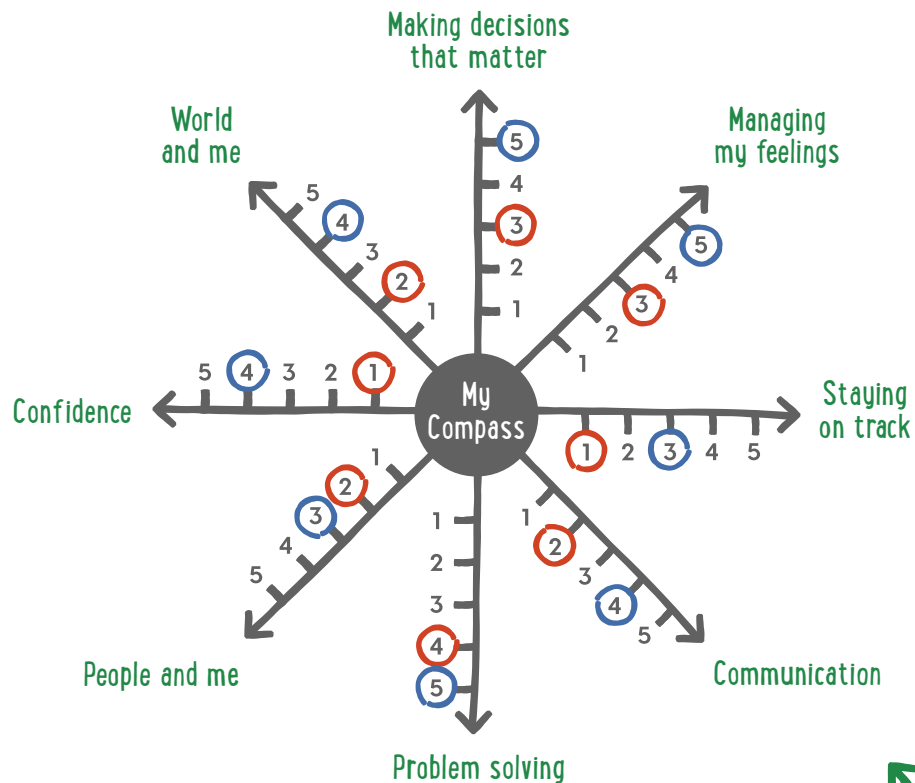 Making decisions
that matter
5
4
3
2
1
World
and me
5
4
3
2
1
Managing
my feelings
5
4
3
2
1
Confidence
5 4 3 2 1
My
Compass
Staying
on track
1 2 3 4 5
People and me
1
2
3
4
5
Problem solving
1
2
3
4
5
Communication
1
2
3
4
5